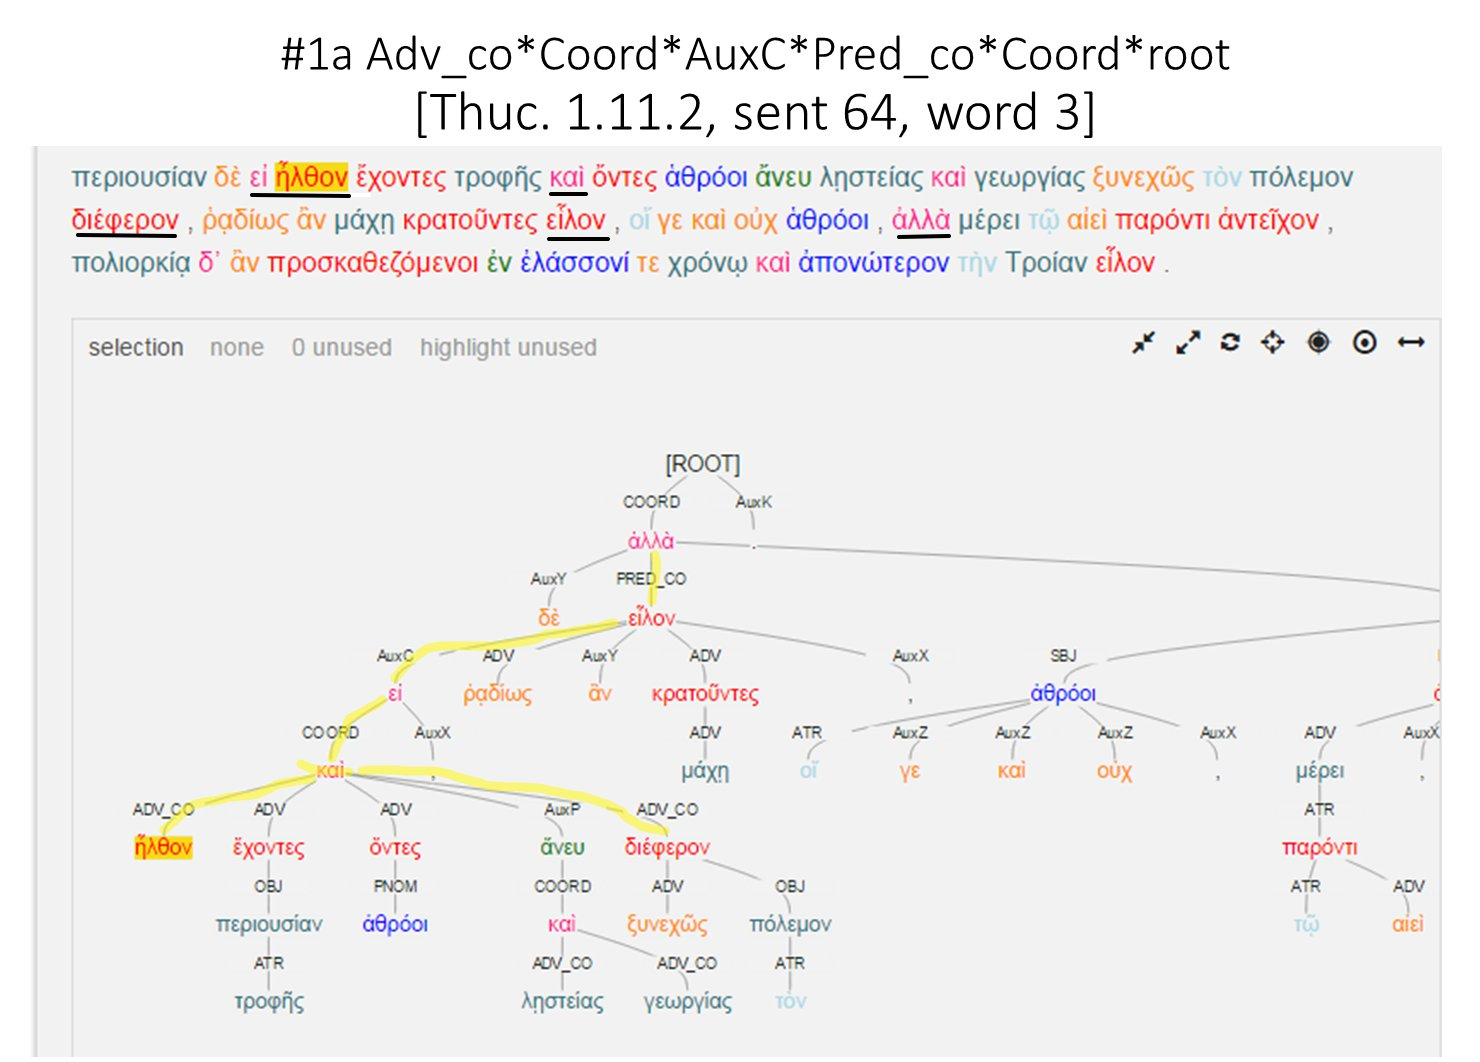 #1a Adv_co*Coord*AuxC*Pred_co*Coord*root
[Thuc. 1.11.2, sent 64, word 3]
περιουσίαν δὲ εἰ ἦλθον ἔχοντες τροφῆς καὶ ὄντες ἁθρόοι ἄνευ λῃστείας καὶ γεωργίας ξυνεχῶς τὸν πόλεμον
διέφερον , ῥᾳδίως ἂν μάχῃ κρατοῦντες εἷλον , οἵ γε καὶ οὐχ ἁθρόοι , ἀλλὰ μέρει τῷ αἰεὶ παρόντι ἀντεῖχον ,
πολιορκίᾳ δ᾽ ἂν προσκαθεζόμενοι ἐν ἐλάσσονί τε χρόνῳ καὶ ἀπονώτερον τὴν Τροίαν εἷλον .
selection none 0 unused highlight unused
[ROOT]
COORD AuxK
ἀλλὰ .
AuxY PRED_CO
δὲ εἷλον
AuxC ADV AuxY ADV AuxX SBJ
εἰ ῥᾳδίως ἂν κρατοῦντες , ἁθρόοι
COORD AuxX ADV ATR AuxZ AuxZ AuxZ AuxX ADV AuxX
καὶ , μάχῃ οἵ γε καὶ οὐχ , μέρει ,
ADV_CO ADV ADV AuxP ADV_CO ATR
ἦλθον ἔχοντες ὄντες ἄνευ διέφερον παρόντι
OBJ PNOM COORD ADV OBJ ATR ADV
περιουσίαν ἁθρόοι καὶ ξυνεχῶς πόλεμον τῷ αἰεὶ
ATR ADV_CO ADV_CO ATR
τροφῆς λῃστείας γεωργίας τὸν